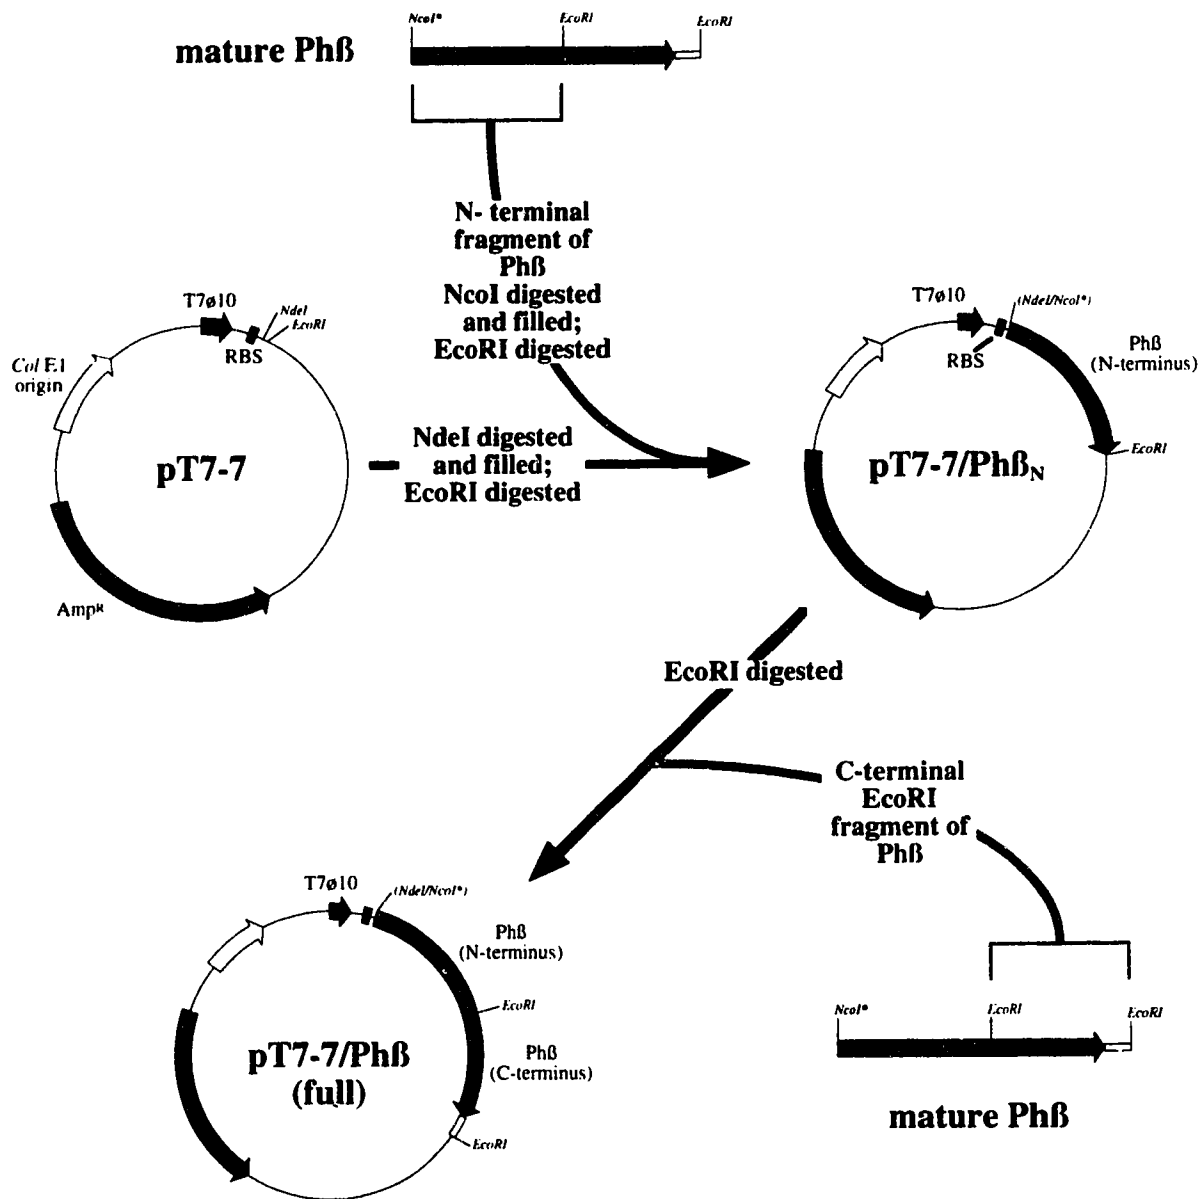 NcoI*
EcoRI
EcoRI
mature Phß
N- terminal
fragment of
Phß
NcoI digested
and filled;
EcoRI digested
T7ø10
NdeI
EcoRI
RBS
Col E1
origin
pT7-7
AmpR
NdeI digested
and filled;
EcoRI digested
T7ø10
(NdeI/NcoI*)
RBS
Phß
(N-terminus)
EcoRI
pT7-7/PhßN
EcoRI digested
C-terminal
EcoRI
fragment of
Phß
T7ø10
(NdeI/NcoI*)
Phß
(N-terminus)
EcoRI
Phß
(C-terminus)
EcoRI
pT7-7/Phß
(full)
NcoI*
EcoRI
EcoRI
mature Phß